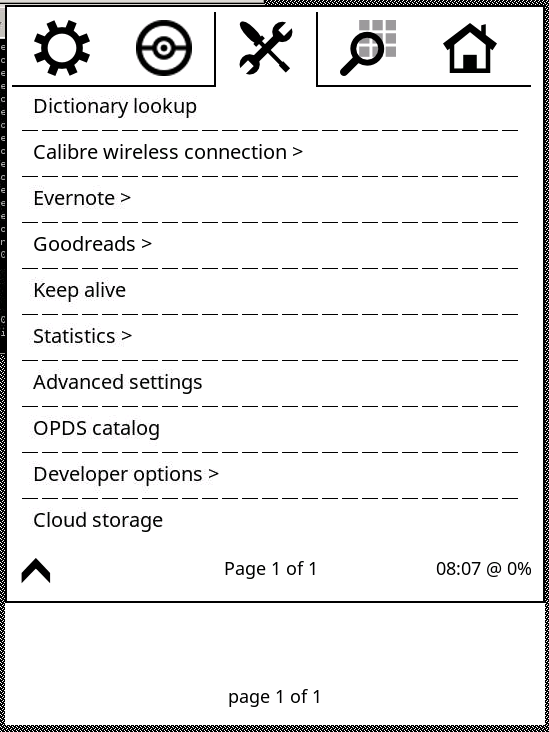 Dictionary lookup
Calibre wireless connection >
Evernote >
Goodreads >
Keep alive
Statistics >
Advanced settings
OPDS catalog
Developer options >
Cloud storage
Page 1 of 1 08:07 @ 0%
page 1 of 1